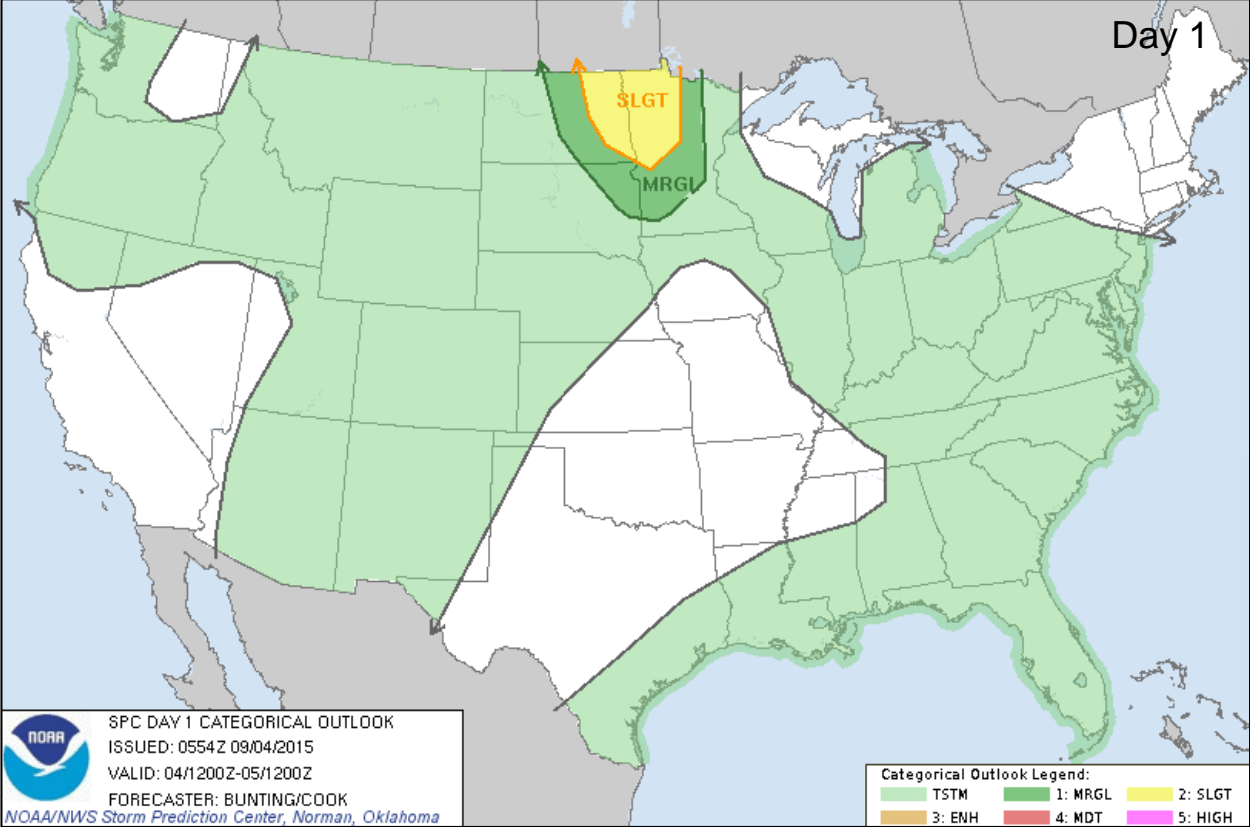 Day 1
SLGT
MRGL
NOAA
SPC DAY 1 CATEGORICAL OUTLOOK
ISSUED: 0554Z 09/04/2015
VALID: 04/1200Z-05/1200Z
FORECASTER: BUNTING/COOK
NOAA/NWS Storm Prediction Center, Norman, Oklahoma
Categorical Outlook Legend:
TSTM 1: MRGL 2: SLGT
3: ENH 4: MDT 5: HIGH